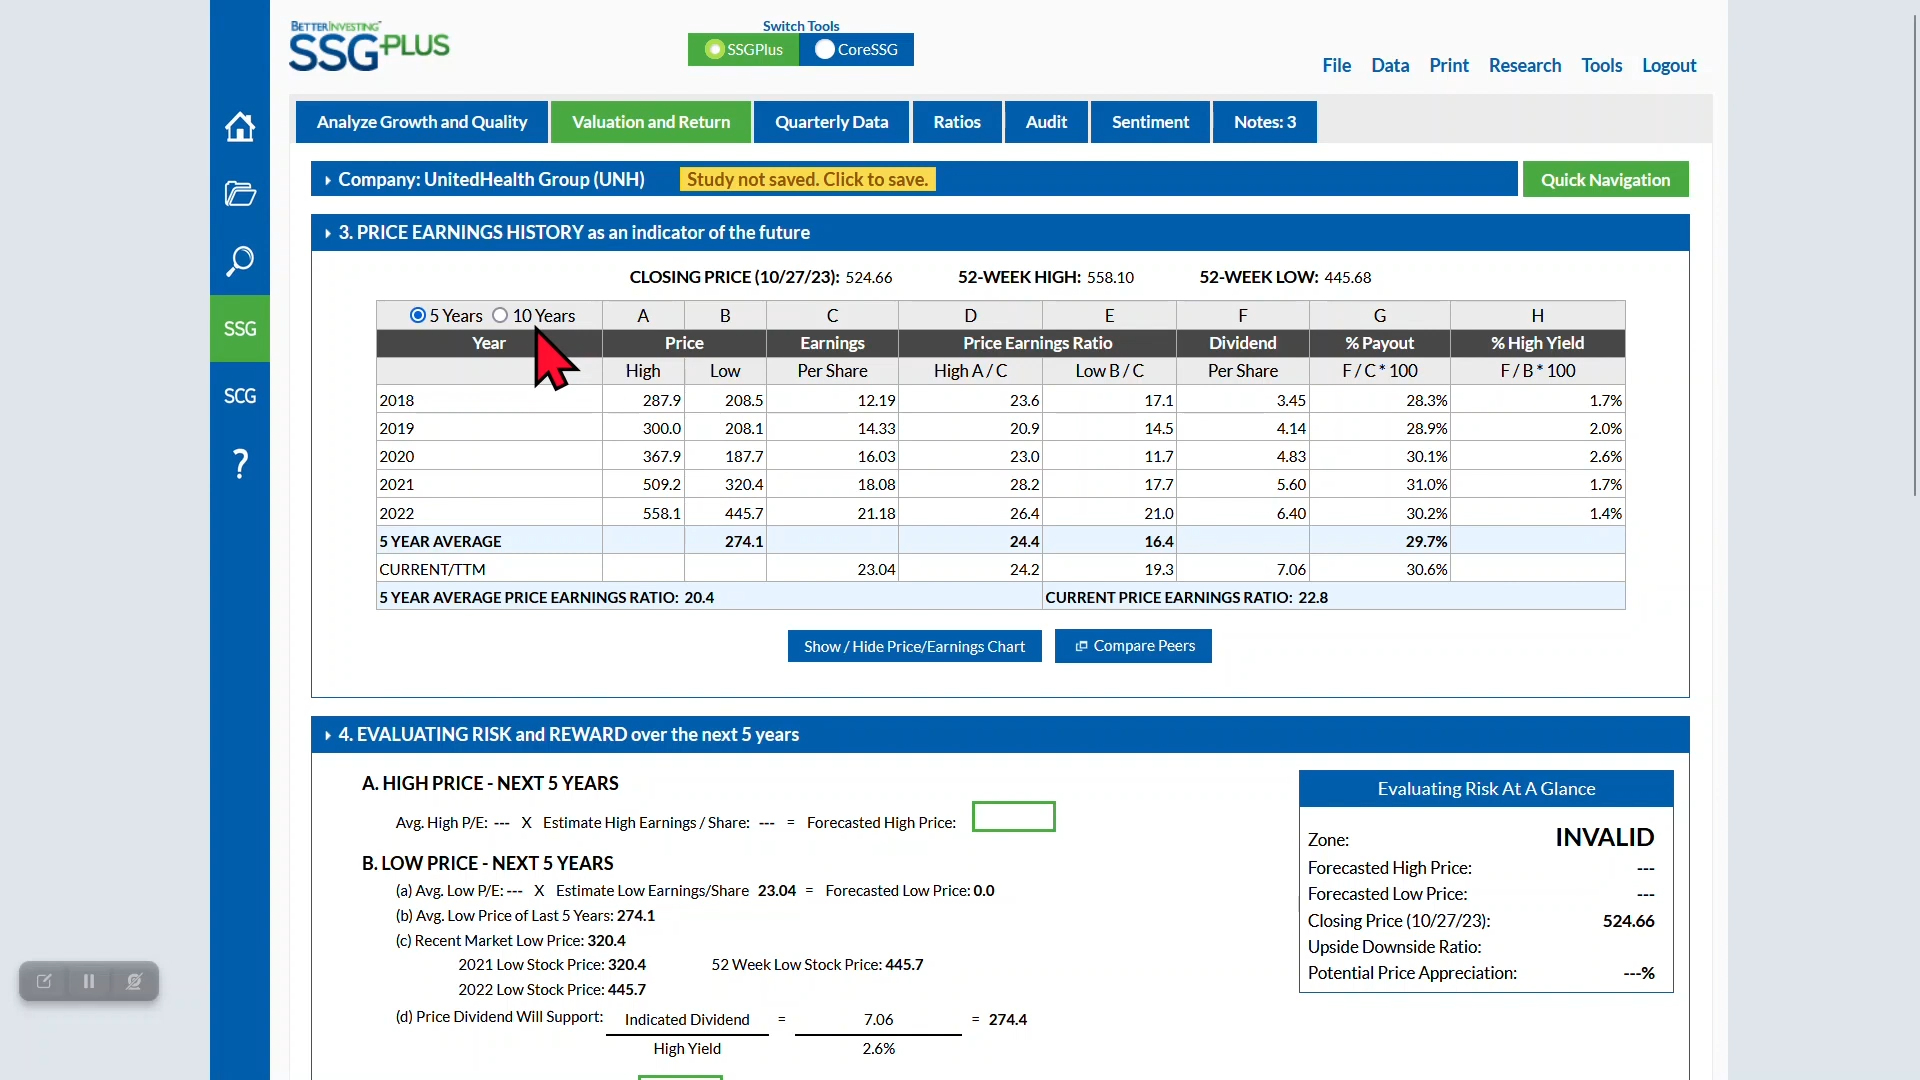 BETTERINVESTING™
SSG-PLUS
Switch Tools
SSGPlus CoreSSG
File Data Print Research Tools Logout
Analyze Growth and Quality Valuation and Return Quarterly Data Ratios Audit Sentiment Notes: 3
Company: UnitedHealth Group (UNH) Study not saved. Click to save. Quick Navigation
SSG
SCG
?
3. PRICE EARNINGS HISTORY as an indicator of the future
CLOSING PRICE (10/27/23): 524.66 52-WEEK HIGH: 558.10 52-WEEK LOW: 445.68
5 Years 10 Years A B C D E F G H
Year Price Earnings Price Earnings Ratio Dividend % Payout % High Yield
High Low Per Share High A / C Low B / C Per Share F / C * 100 F / B * 100
2018 287.9 208.5 12.19 23.6 17.1 3.45 28.3% 1.7%
2019 300.0 208.1 14.33 20.9 14.5 4.14 28.9% 2.0%
2020 367.9 187.7 16.03 23.0 11.7 4.83 30.1% 2.6%
2021 509.2 320.4 18.08 28.2 17.7 5.60 31.0% 1.7%
2022 558.1 445.7 21.18 26.4 21.0 6.40 30.2% 1.4%
5 YEAR AVERAGE 274.1 24.4 16.4 29.7%
CURRENT/TTM 23.04 24.2 19.3 7.06 30.6%
5 YEAR AVERAGE PRICE EARNINGS RATIO: 20.4 CURRENT PRICE EARNINGS RATIO: 22.8
Show / Hide Price/Earnings Chart Compare Peers
4. EVALUATING RISK and REWARD over the next 5 years
A. HIGH PRICE - NEXT 5 YEARS
Avg. High P/E: --- X Estimate High Earnings / Share: --- = Forecasted High Price:
B. LOW PRICE - NEXT 5 YEARS
(a) Avg. Low P/E: --- X Estimate Low Earnings/Share 23.04 = Forecasted Low Price: 0.0
(b) Avg. Low Price of Last 5 Years: 274.1
(c) Recent Market Low Price: 320.4
2021 Low Stock Price: 320.4 52 Week Low Stock Price: 445.7
2022 Low Stock Price: 445.7
(d) Price Dividend Will Support: Indicated Dividend = 7.06 = 274.4
High Yield 2.6%
Evaluating Risk At A Glance
Zone: INVALID
Forecasted High Price: ---
Forecasted Low Price: ---
Closing Price (10/27/23): 524.66
Upside Downside Ratio:
Potential Price Appreciation: ---%